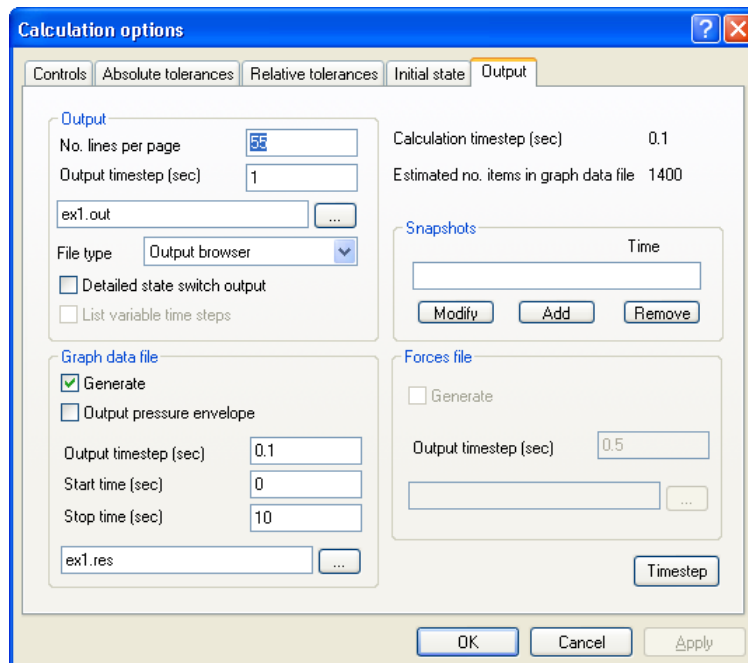 Calculation options
Controls Absolute tolerances Relative tolerances Initial state Output
Output
No. lines per page 55
Output timestep (sec) 1
ex1.out ...
File type Output browser
Detailed state switch output
List variable time steps
Calculation timestep (sec) 0.1
Estimated no. items in graph data file 1400
Snapshots
Time
Modify Add Remove
Graph data file
Generate
Output pressure envelope
Output timestep (sec) 0.1
Start time (sec) 0
Stop time (sec) 10
ex1.res ...
Forces file
Generate
Output timestep (sec) 0.5
...
Timestep
OK Cancel Apply